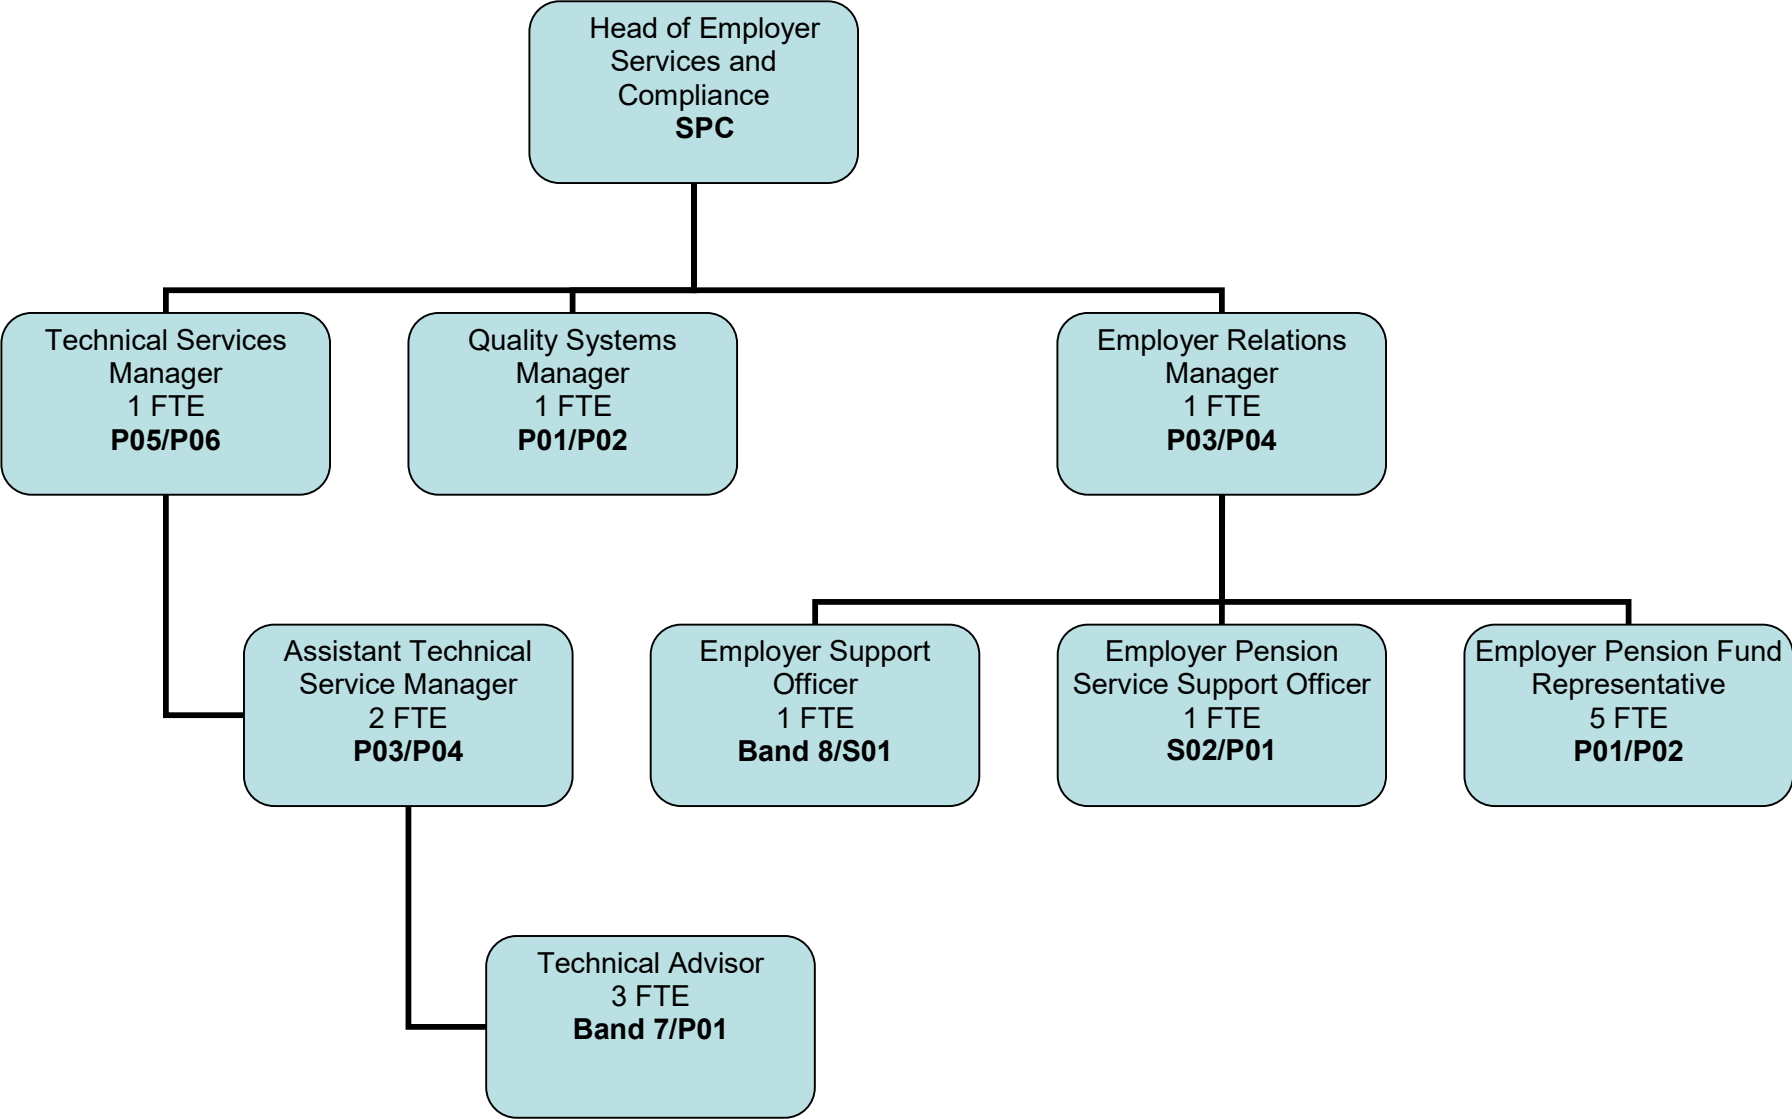 Head of Employer
Services and
Compliance
SPC
Technical Services
Manager
1 FTE
P05/P06
Quality Systems
Manager
1 FTE
P01/P02
Employer Relations
Manager
1 FTE
P03/P04
Assistant Technical
Service Manager
2 FTE
P03/P04
Employer Support
Officer
1 FTE
Band 8/S01
Employer Pension
Service Support Officer
1 FTE
S02/P01
Employer Pension Fund
Representative
5 FTE
P01/P02
Technical Advisor
3 FTE
Band 7/P01